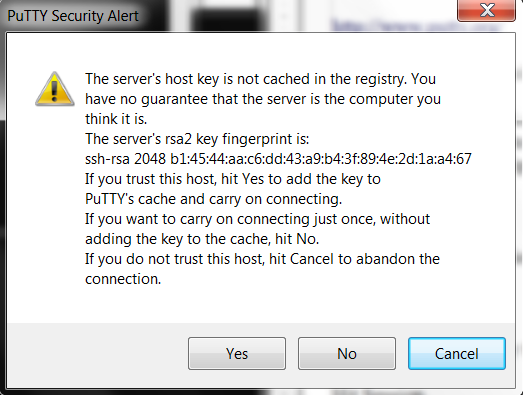 PuTTY Security Alert
The server's host key is not cached in the registry. You
have no guarantee that the server is the computer you
think it is.
The server's rsa2 key fingerprint is:
ssh-rsa 2048 b1:45:44:aa:c6:dd:43:a9:b4:3f:89:4e:2d:1a:a4:67
If you trust this host, hit Yes to add the key to
PuTTY's cache and carry on connecting.
If you want to carry on connecting just once, without
adding the key to the cache, hit No.
If you do not trust this host, hit Cancel to abandon the
connection.
Yes No Cancel